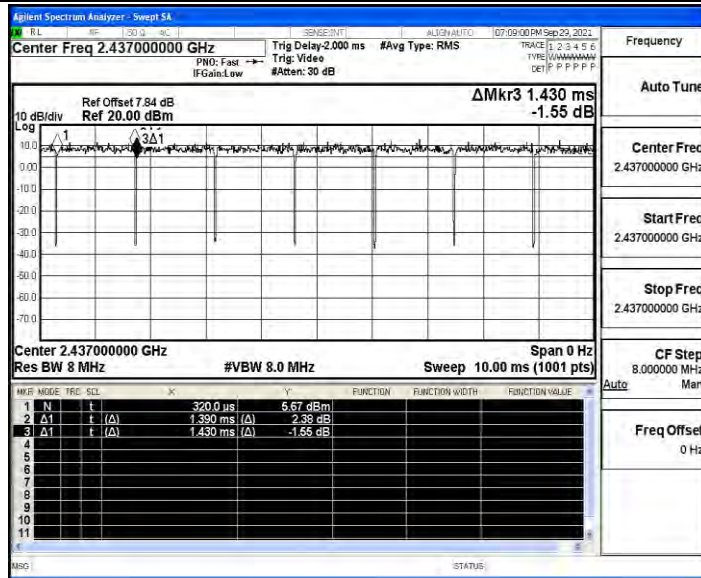 Agilent Spectrum Analyzer - Swept SA
RL RF 50 Ω AC SENSE:INT ALIGN AUTO 07:09:00 PM Sep 29, 2021
Center Freq 2.437000000 GHz
PNO: Fast
IFGain:Low
Trig Delay-2.000 ms
Trig: Video
#Atten: 30 dB
#Avg Type: RMS
TRACE 1 2 3 4 5 6
TYPE WWWWWW
DET P P P P P P
ΔMkr3 1.430 ms
-1.55 dB
Ref Offset 7.84 dB
10 dB/div Ref 20.00 dBm
Log
1
3Δ1
10.0
0.00
-10.0
-20.0
-30.0
-40.0
-50.0
-60.0
-70.0
Center 2.437000000 GHz Span 0 Hz
Res BW 8 MHz #VBW 8.0 MHz Sweep 10.00 ms (1001 pts)
MKR MODE TRC SCL X Y FUNCTION FUNCTION WIDTH FUNCTION VALUE
1 N t 320.0 µs 5.67 dBm
2 Δ1 t (Δ) 1.390 ms (Δ) 2.38 dB
3 Δ1 t (Δ) 1.430 ms (Δ) -1.55 dB
4
5
6
7
8
9
10
11
MSG STATUS
Frequency
Auto Tune
Center Freq
2.437000000 GHz
Start Freq
2.437000000 GHz
Stop Freq
2.437000000 GHz
CF Step
8.000000 MHz
Auto Man
Freq Offset
0 Hz